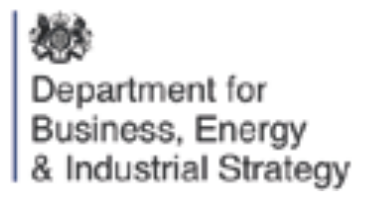 Department for
Business, Energy
& Industrial Strategy